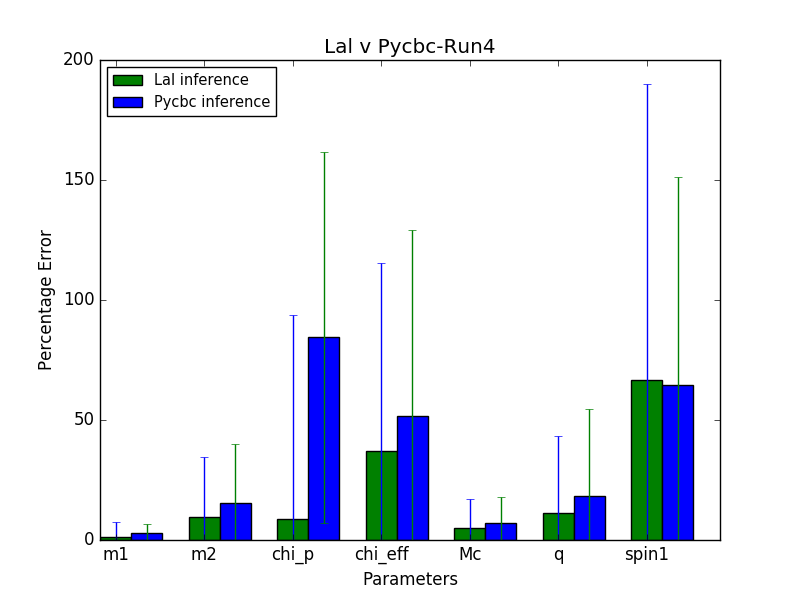 Lal v Pycbc-Run4
200
Lal inference
Pycbc inference
150
Percentage Error
100
50
0
m1 m2 chi_p chi_eff Mc q spin1
Parameters